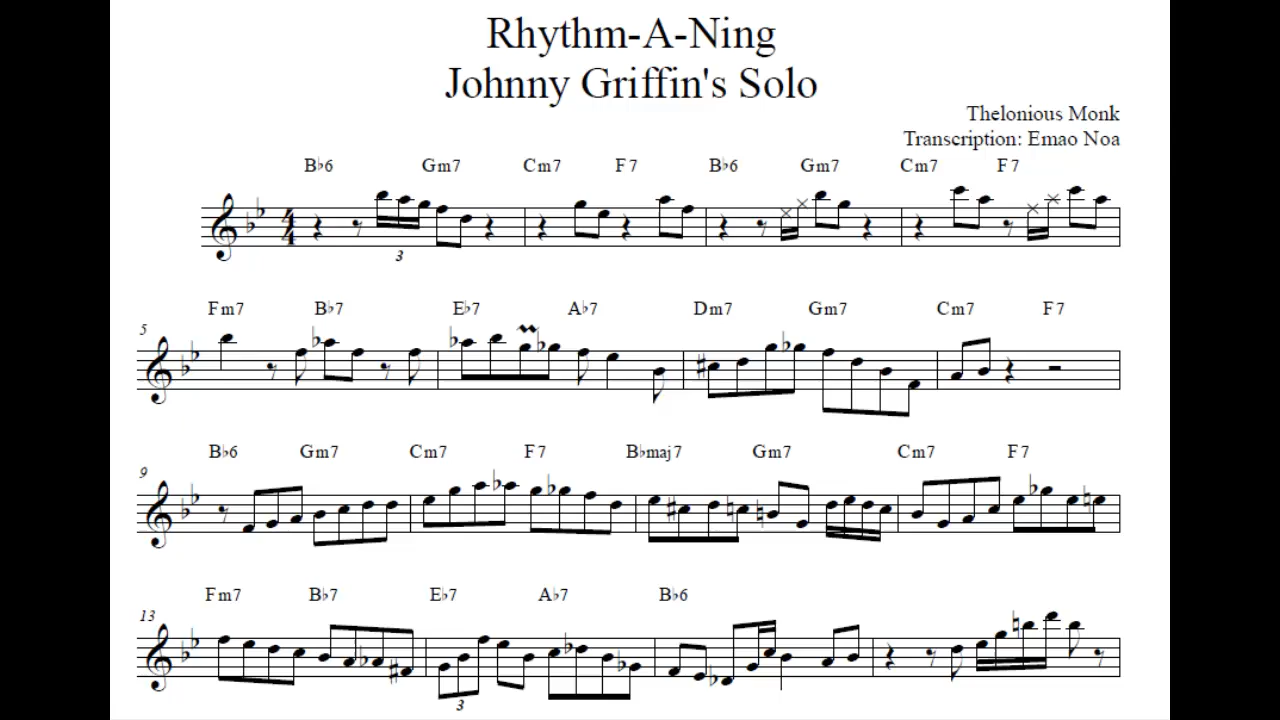 Rhythm-A-Ning
Johnny Griffin's Solo
Thelonious Monk
Transcription: Emao Noa
B♭6 Gm7 Cm7 F7 B♭6 Gm7 Cm7 F7
4
4
3
Fm7 B♭7 E♭7 A♭7 Dm7 Gm7 Cm7 F7
5
B♭6 Gm7 Cm7 F7 B♭maj7 Gm7 Cm7 F7
9
Fm7 B♭7 E♭7 A♭7 B♭6
13
3